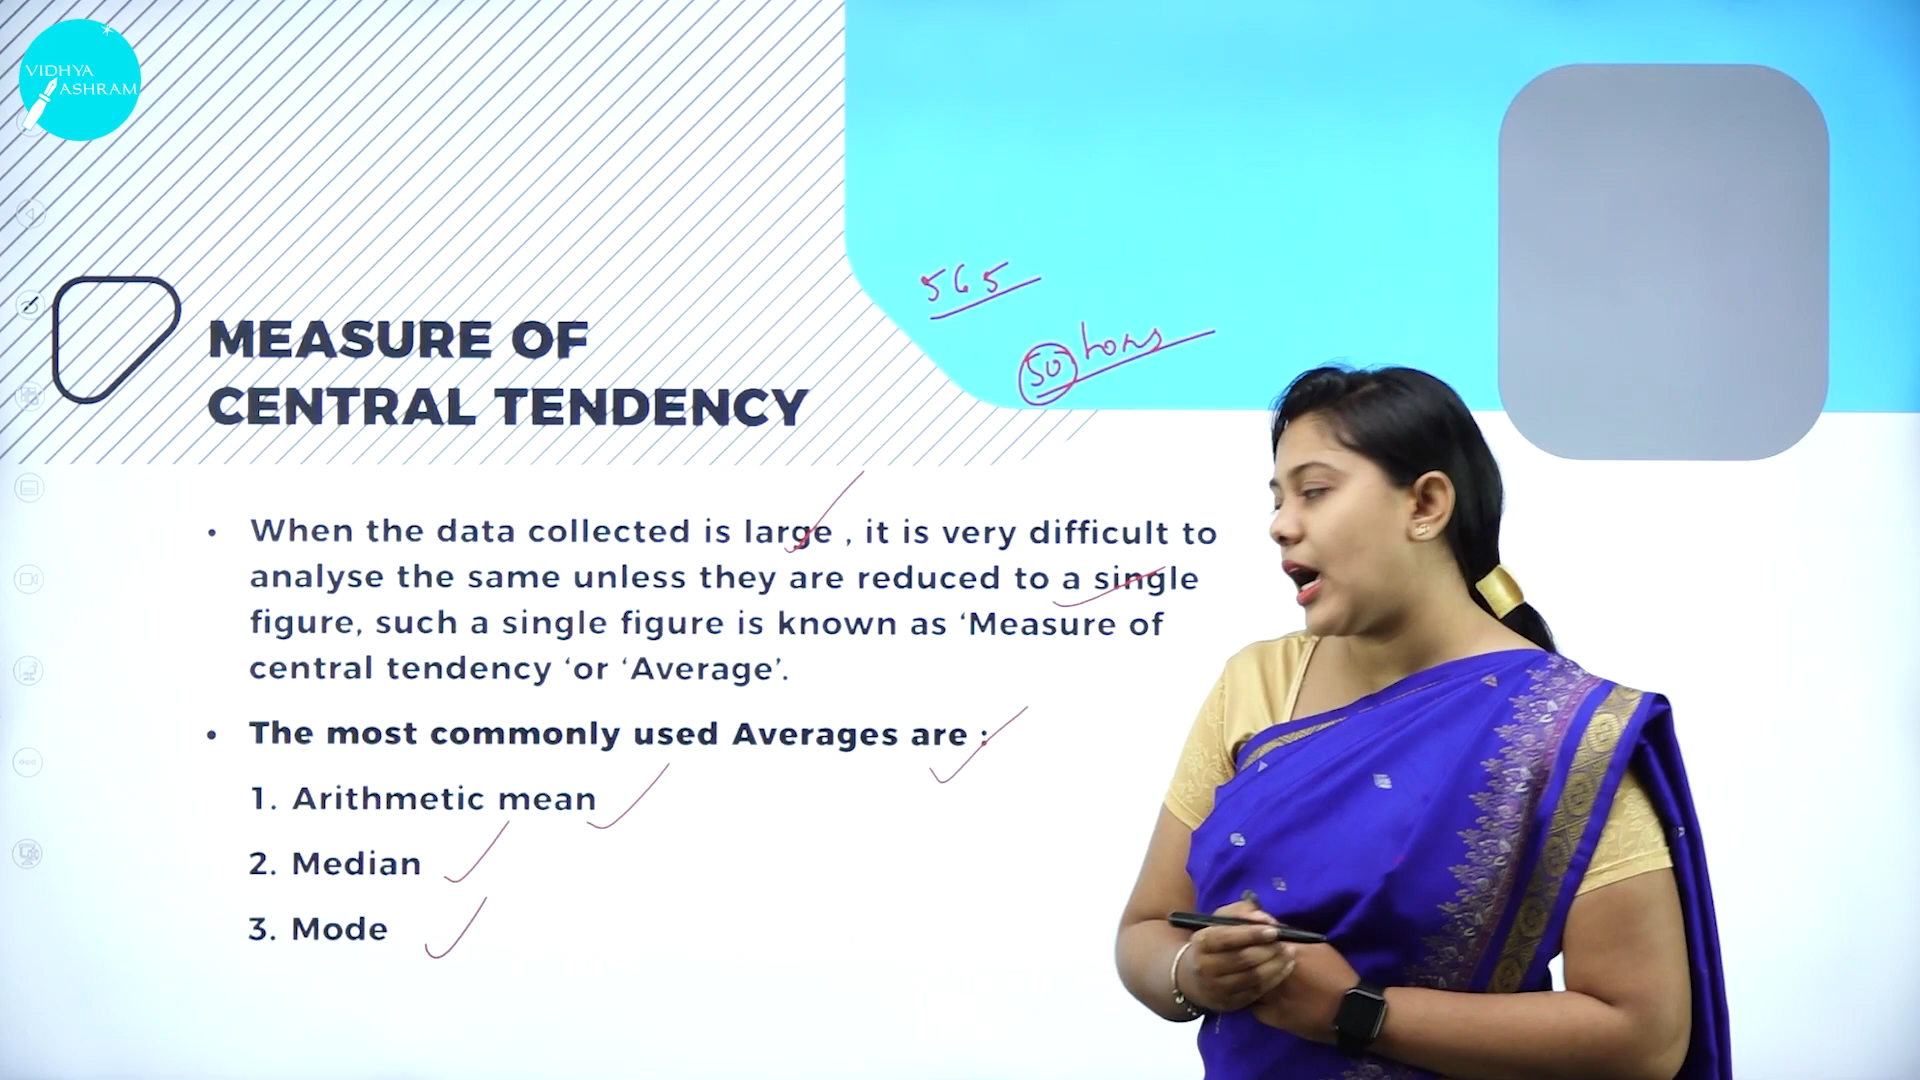 VIDHYA
ASHRAM
565
50 tons
MEASURE OF
CENTRAL TENDENCY
• When the data collected is large , it is very difficult to
analyse the same unless they are reduced to a single
figure, such a single figure is known as ‘Measure of
central tendency ‘or ‘Average’.
• The most commonly used Averages are :
1. Arithmetic mean
2. Median
3. Mode